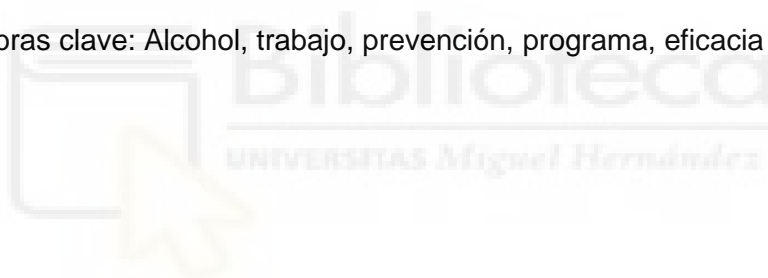 oras clave: Alcohol, trabajo, prevención, programa, eficacia
Biblioteca
UNIVERSITAS Miguel Hernández